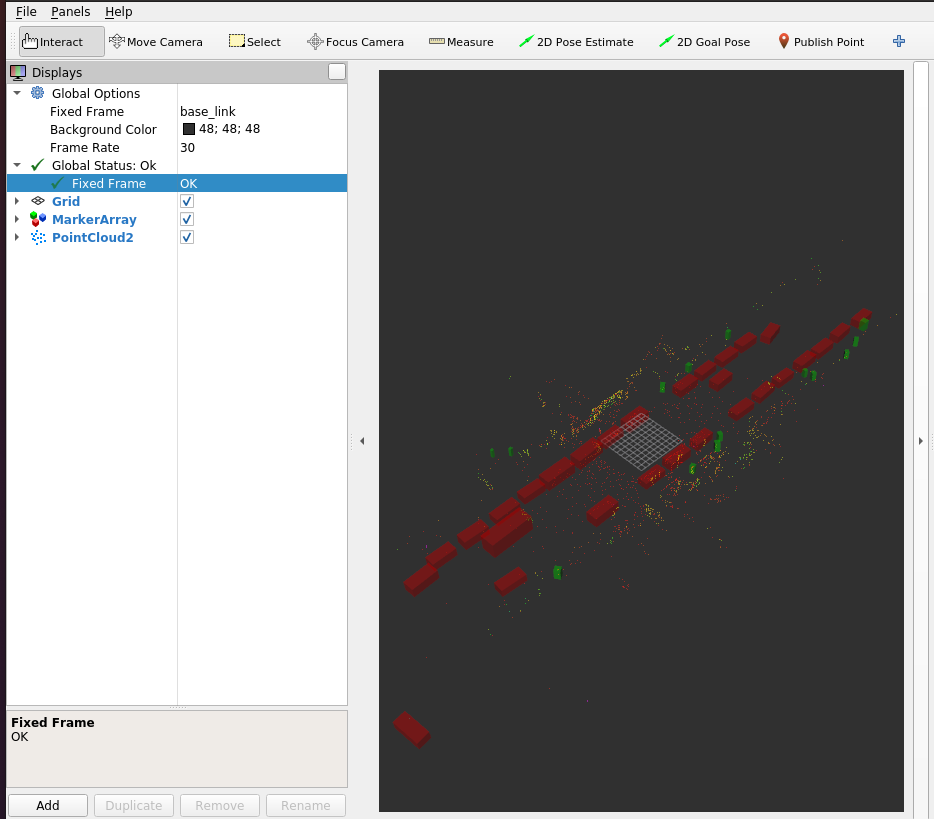 File Panels Help
Interact Move Camera Select Focus Camera Measure 2D Pose Estimate 2D Goal Pose Publish Point
Displays
Global Options
Fixed Frame base_link
Background Color 48; 48; 48
Frame Rate 30
Global Status: Ok
Fixed Frame OK
Grid
MarkerArray
PointCloud2
Fixed Frame
OK
Add Duplicate Remove Rename